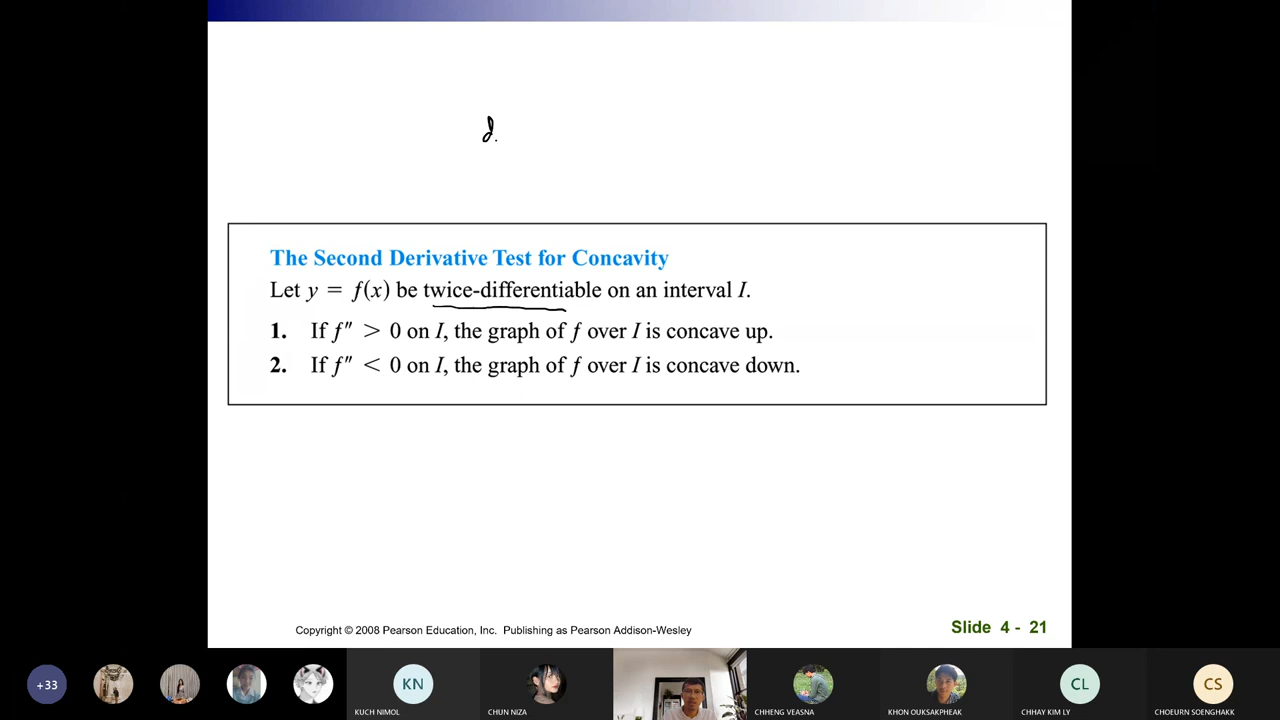 d.
The Second Derivative Test for Concavity
Let y = f(x) be twice-differentiable on an interval I.
1. If f″ > 0 on I, the graph of f over I is concave up.
2. If f″ < 0 on I, the graph of f over I is concave down.
Copyright © 2008 Pearson Education, Inc. Publishing as Pearson Addison-Wesley
Slide 4 - 21
+33
KN
CL
CS
KUCH NIMOL
CHUN NIZA
CHHENG VEASNA
KHON OUKSAKPHEAK
CHHAY KIM LY
CHOEURN SOENGHAKK